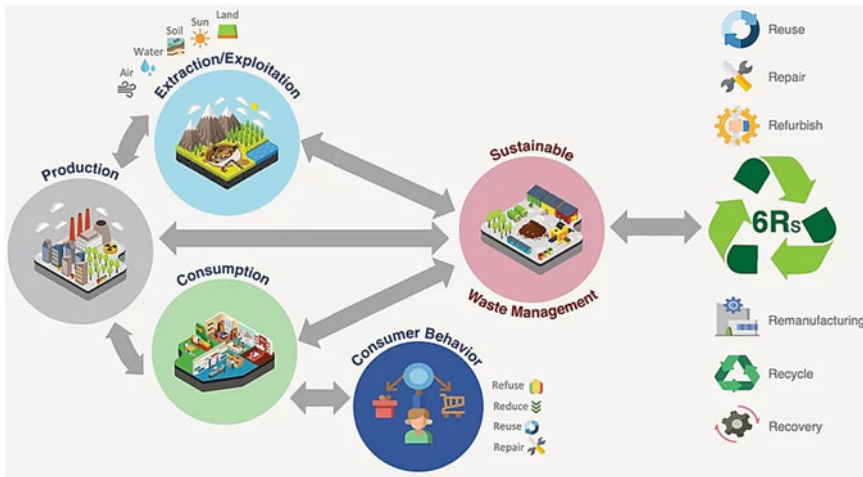 Air
Water
Soil
Sun
Land
Extraction/Exploitation
Production
Consumption
Consumer Behavior
Refuse
Reduce
Reuse
Repair
Sustainable
Waste Management
Reuse
Repair
Refurbish
6Rs
Remanufacturing
Recycle
Recovery